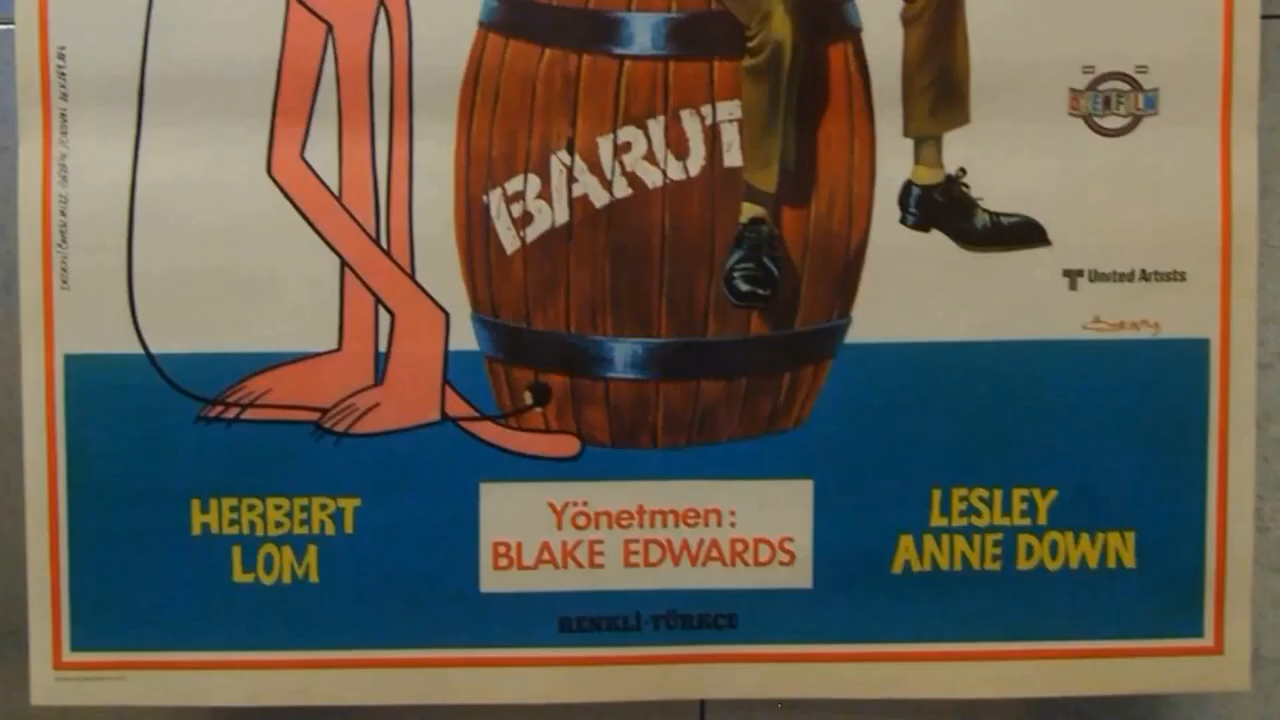 BARUT
United Artists
HERBERT
LOM
Yönetmen:
BLAKE EDWARDS
LESLEY
ANNE DOWN
RENKLİ-TÜRKÇE